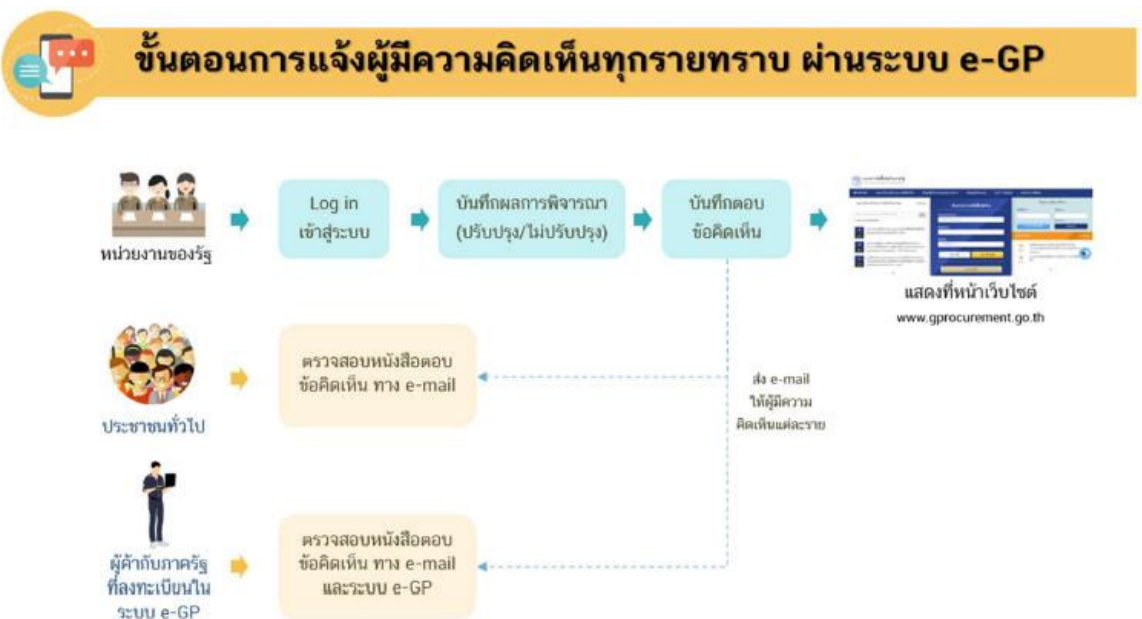 ขั้นตอนการแจ้งผู้มีความคิดเห็นทุกรายทราบ ผ่านระบบ e-GP
หน่วยงานของรัฐ
Log in
เข้าสู่ระบบ
บันทึกผลการพิจารณา
(ปรับปรุง/ไม่ปรับปรุง)
บันทึกตอบ
ข้อคิดเห็น
แสดงที่หน้าเว็บไซต์
www.gprocurement.go.th
ประชาชนทั่วไป
ตรวจสอบหนังสือตอบ
ข้อคิดเห็น ทาง e-mail
ส่ง e-mail
ให้ผู้มีความ
คิดเห็นแต่ละราย
ผู้ค้ากับภาครัฐ
ที่ลงทะเบียนใน
ระบบ e-GP
ตรวจสอบหนังสือตอบ
ข้อคิดเห็น ทาง e-mail
และระบบ e-GP